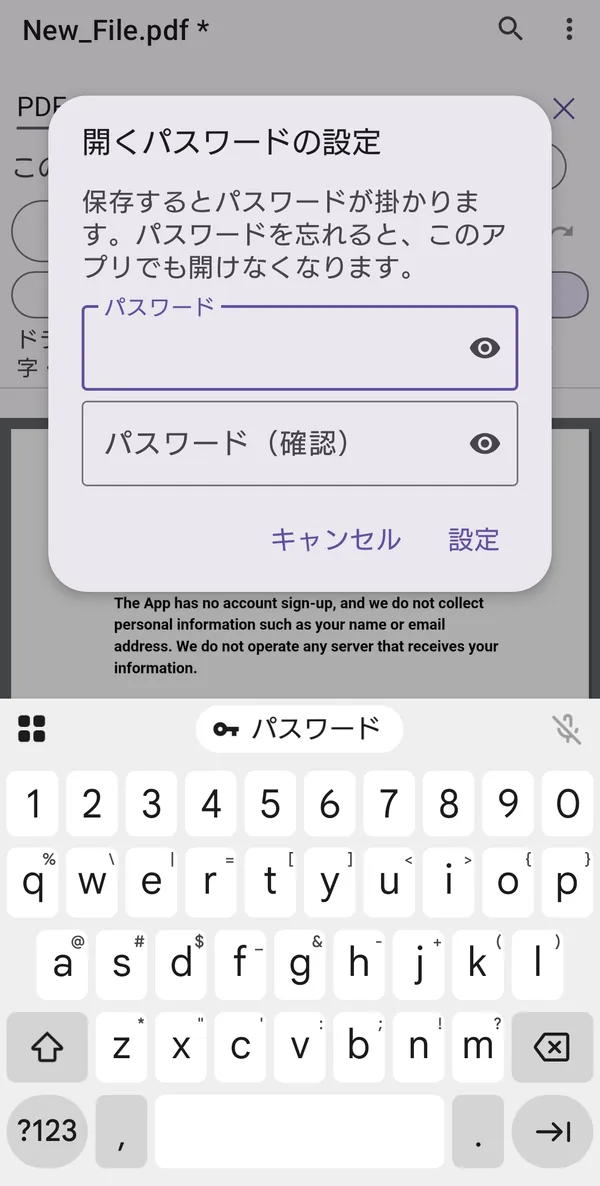 New_File.pdf *
PDF
開くパスワードの設定
この
保存するとパスワードが掛かりま
す。パスワードを忘れると、このア
プリでも開けなくなります。
パスワード
ドラ
字・
パスワード（確認）
キャンセル 設定
The App has no account sign-up, and we do not collect
personal information such as your name or email
address. We do not operate any server that receives your
information.
パスワード
1 2 3 4 5 6 7 8 9 0
% \ | = [ ] < > { }
q w e r t y u i o p
@ # $ _ & - + ( )
a s d f g h j k l
* " ' : ; ! ?
z x c v b n m
?123 , .